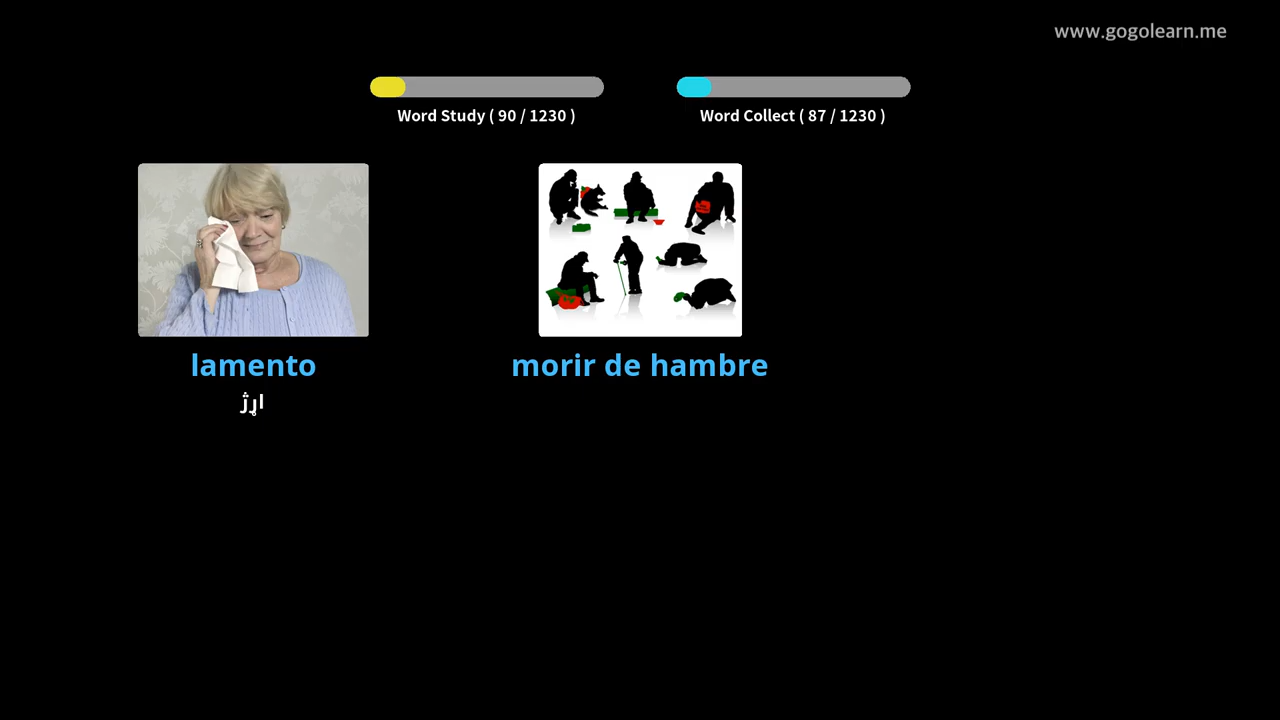 www.gogolearn.me
Word Study ( 90 / 1230 )
Word Collect ( 87 / 1230 )
lamento
اړژ
morir de hambre